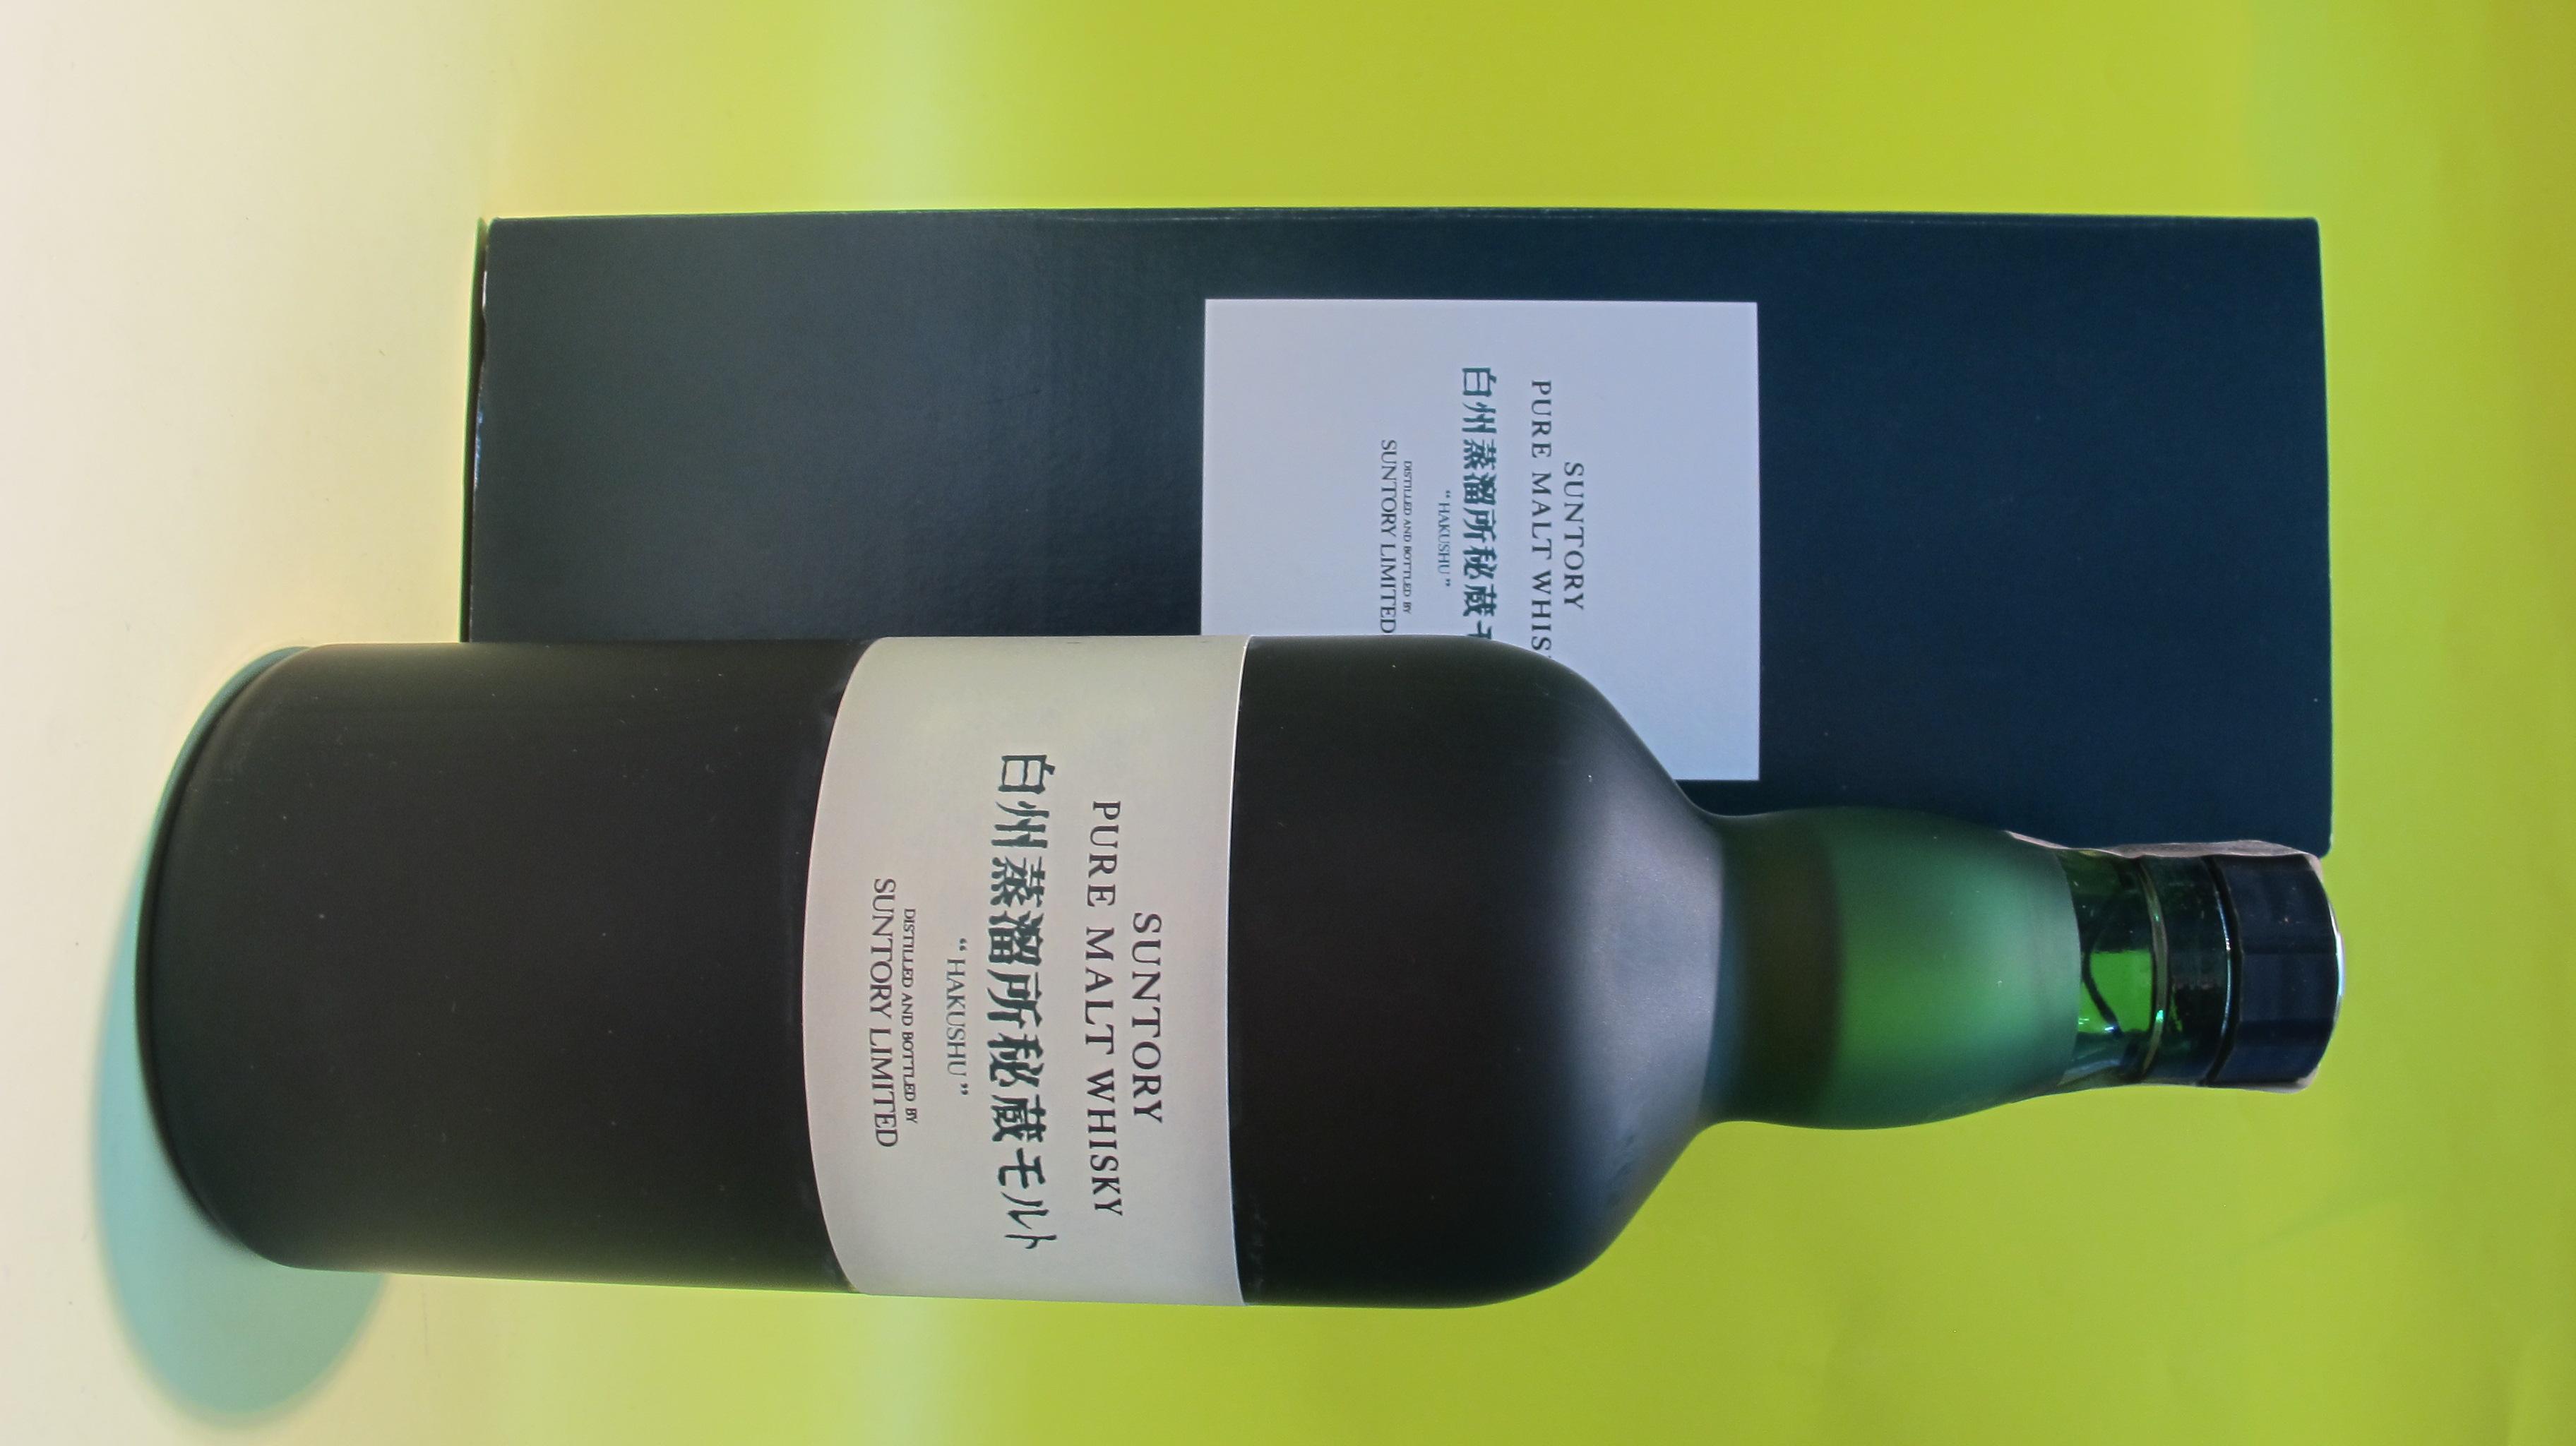 SUNTORY
PURE MALT WHISKY
白州蒸溜所秘蔵モルト
“HAKUSHU”
DISTILLED AND BOTTLED BY
SUNTORY LIMITED
SUNTORY
PURE MALT WHIS
白州蒸溜所秘蔵モ
“HAKUSHU”
DISTILLED AND BOTTLED BY
SUNTORY LIMITED